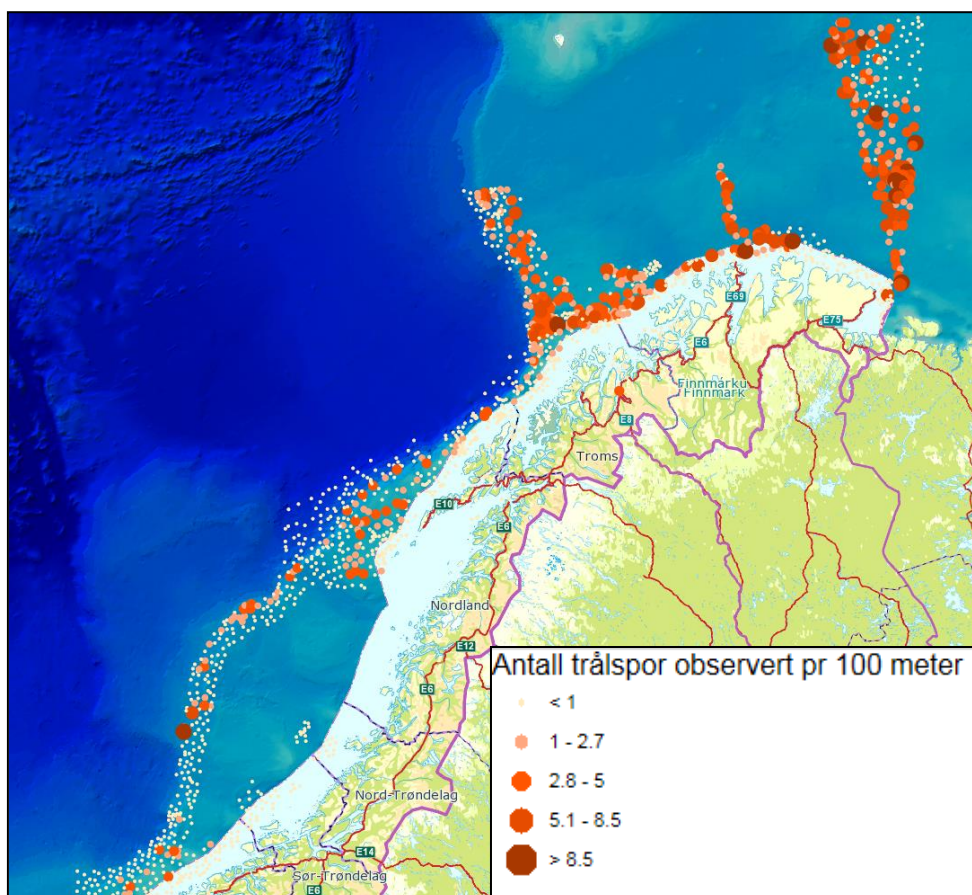 E69
E75
E6
Finnmárku
Finnmark
E8
Troms
E10
E6
Nordland
E12
E6
Nord-Trøndelag
E14
Sør-Trøndelag
E6
Antall trålspor observert pr 100 meter
< 1
1 - 2.7
2.8 - 5
5.1 - 8.5
> 8.5